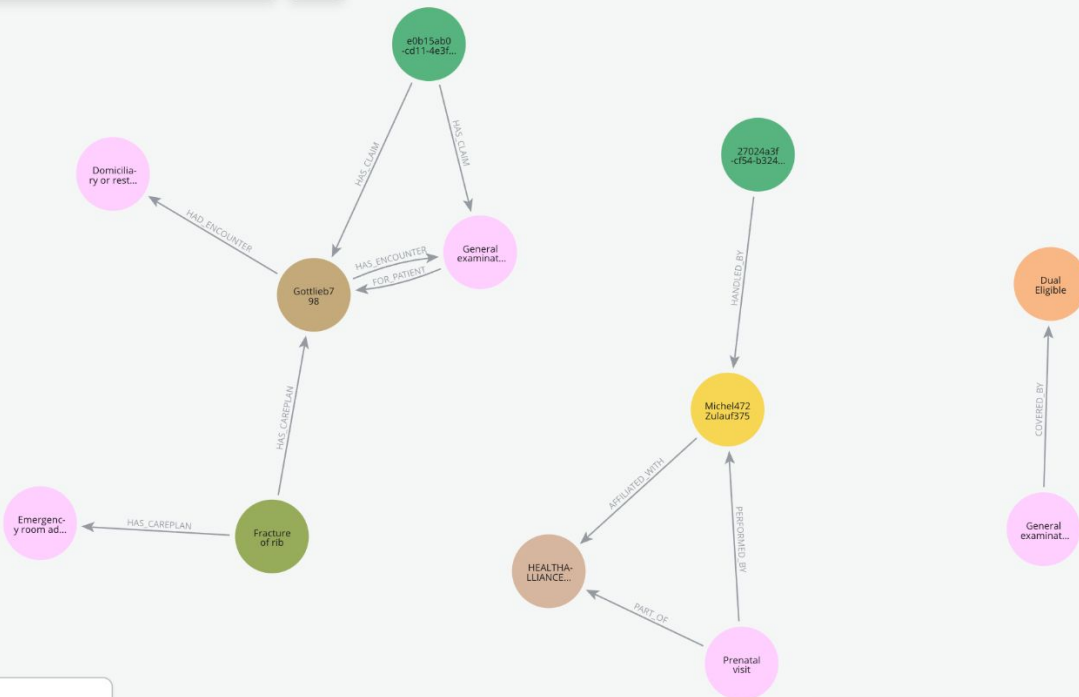 e0b15ab0
-cd11-4e3f...
HAS_CLAIM
HAS_CLAIM
27024a3f
-cf54-b324...
Domicilia-
ry or rest...
HAD_ENCOUNTER
HAS_ENCOUNTER
FOR_PATIENT
General
examinat...
Gottlieb7
98
HANDLED_BY
Dual
Eligible
HAS_CAREPLAN
Michel472
Zulauf375
COVERED_BY
AFFILIATED_WITH
PERFORMED_BY
Emergenc-
y room ad...
HAS_CAREPLAN
Fracture
of rib
General
examinat...
HEALTHA-
LLIANCE...
PART_OF
Prenatal
visit